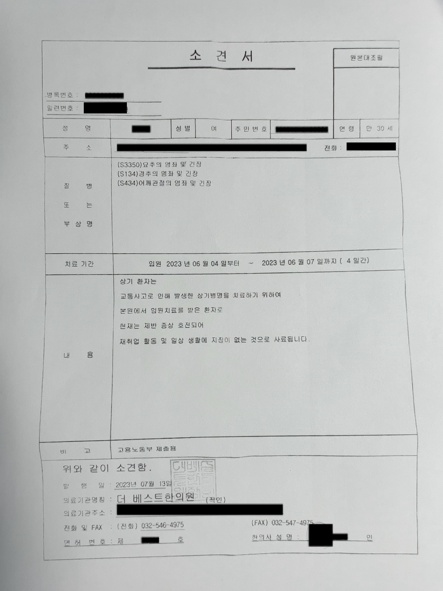 소 견 서
원본대조필
병록번호 :
일련번호 :
성 명 성별 여 주민번호 연령 만 30 세
주 소 전화 :
질 병
또 는
부상명
(S3350)요추의 염좌 및 긴장
(S134)경추의 염좌 및 긴장
(S434)어깨관절의 염좌 및 긴장
치료기간 입원 2023 년 06 월 04 일부터 - 2023 년 06 월 07 일까지 ( 4 일간)
내 용
상기 환자는
교통사고로 인해 발생한 상기병명을 치료하기 위하여
본원에서 입원치료를 받은 환자로
현재는 제반 증상 호전되어
재취업 활동 및 일상 생활에 지장이 없는 것으로 사료됩니다.
비 고 고용노동부 제출용
위와 같이 소견함.
발 행 일 2023년 07월 13일
의료기관명칭 : 더 베스트한의원 (직인)
의료기관주소 :
전화 및 FAX : (전화) 032-546-4975 (FAX) 032-547-4975
면 허 번 호 : 제 호 한의사 성 명 : 인